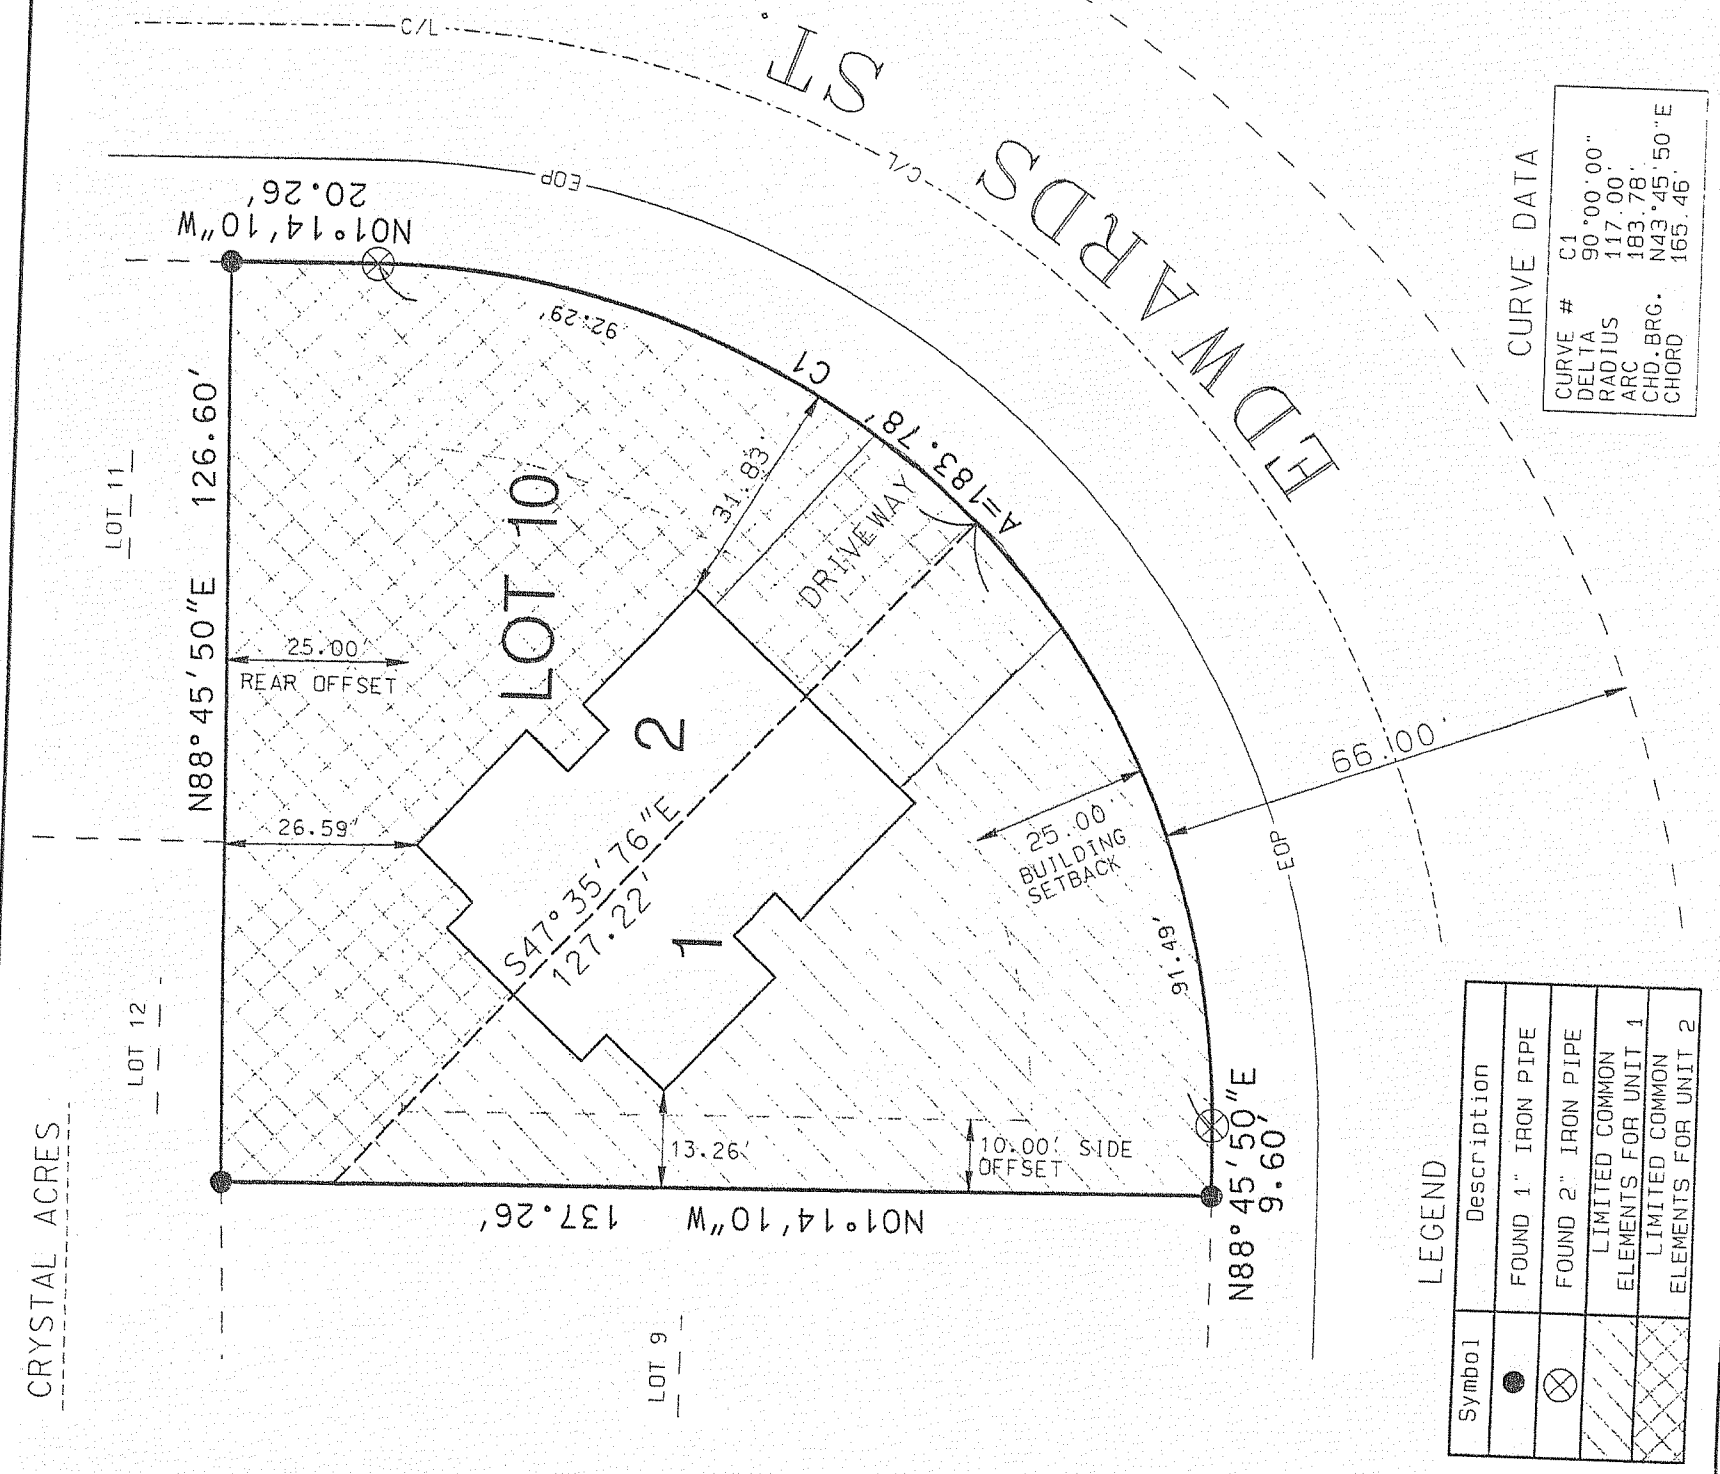 CRYSTAL ACRES
LOT 12
LOT 11
LOT 9
C/L
ST.
EDWARDS
EOP
C/L
EOP
N01°14'10"W
20.26'
N88°45'50"E 126.60'
92.29'
C1
A=183.78'
31.83'
DRIVEWAY
LOT 10
25.00'
REAR OFFSET
26.59'
2
S47°35'76"E
127.22'
1
25.00'
BUILDING
SETBACK
66.00'
91.49'
13.26'
10.00' SIDE
OFFSET
N01°14'10"W 137.26'
N88°45'50"E
9.60'
CURVE DATA
CURVE # C1
DELTA 90°00'00"
RADIUS 117.00'
ARC 183.78'
CHD.BRG. N43°45'50"E
CHORD 165.46'
LEGEND
Symbol Description
FOUND 1" IRON PIPE
FOUND 2" IRON PIPE
LIMITED COMMON
ELEMENTS FOR UNIT 1
LIMITED COMMON
ELEMENTS FOR UNIT 2